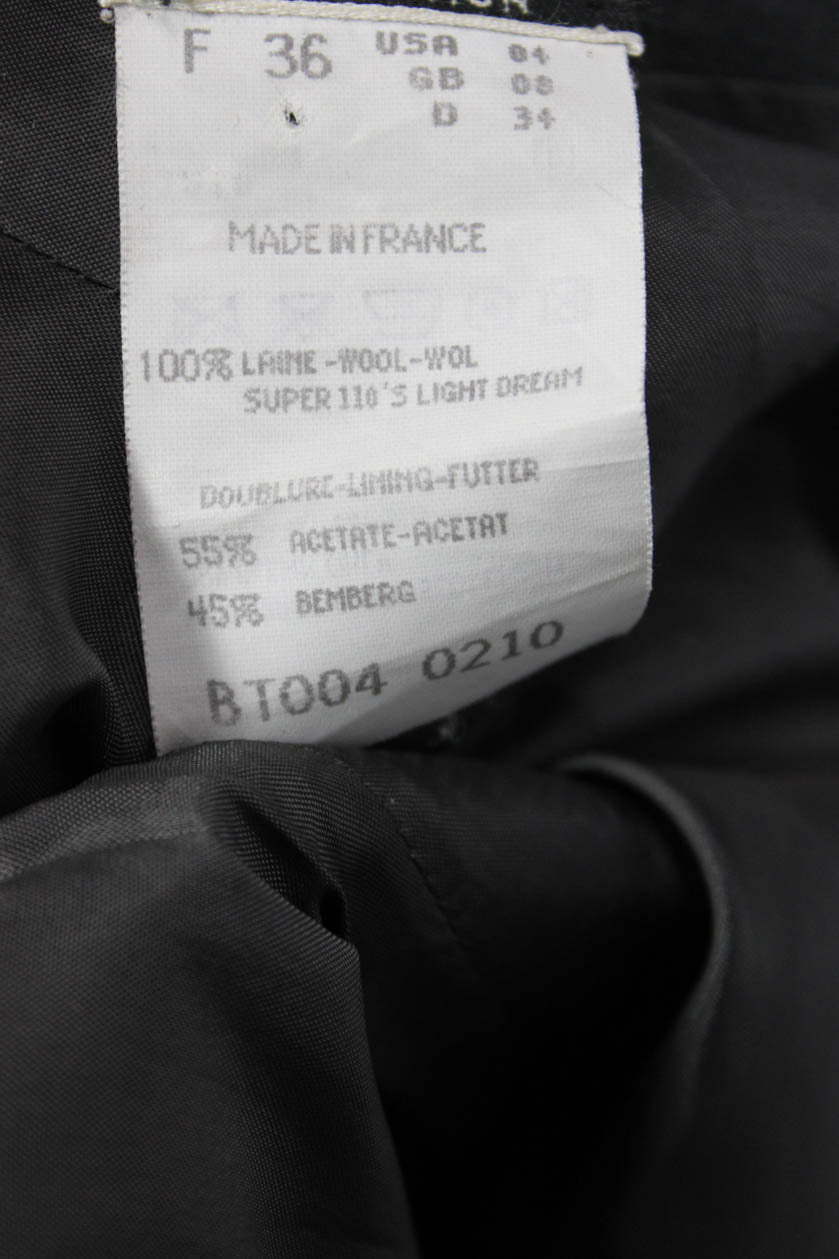 F 36 USA 04
GB 08
D 34
MADE IN FRANCE
100% LAINE-WOOL-WOL
SUPER 110'S LIGHT DREAM
DOUBLURE-LINING-FUTTER
55% ACETATE-ACETAT
45% BEMBERG
BT004 0210